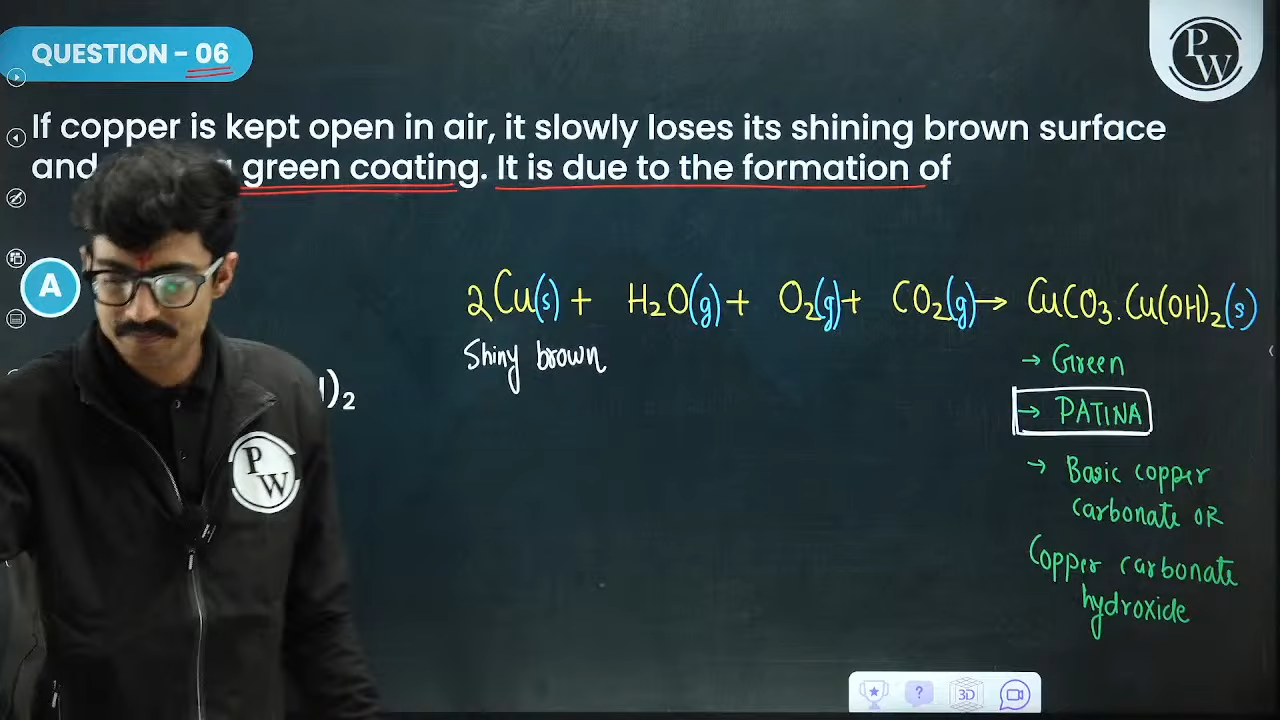 QUESTION - 06
PW
If copper is kept open in air, it slowly loses its shining brown surface
and green coating. It is due to the formation of
A
2Cu(s) + H2O(g) + O2(g) + CO2(g) → CuCO3.Cu(OH)2(s)
Shiny brown
→ Green
)2
→ PATINA
PW
→ Basic copper
carbonate OR
Copper carbonate
hydroxide
?
3D